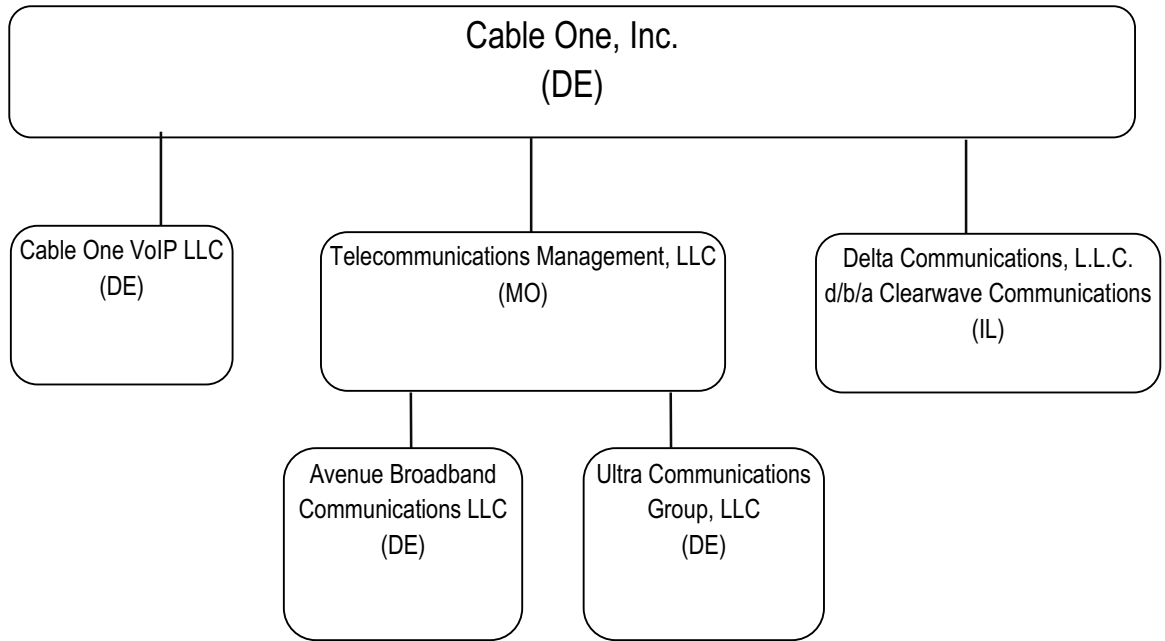 Cable One, Inc.
(DE)
Cable One VoIP LLC
(DE)
Telecommunications Management, LLC
(MO)
Delta Communications, L.L.C.
d/b/a Clearwave Communications
(IL)
Avenue Broadband
Communications LLC
(DE)
Ultra Communications
Group, LLC
(DE)